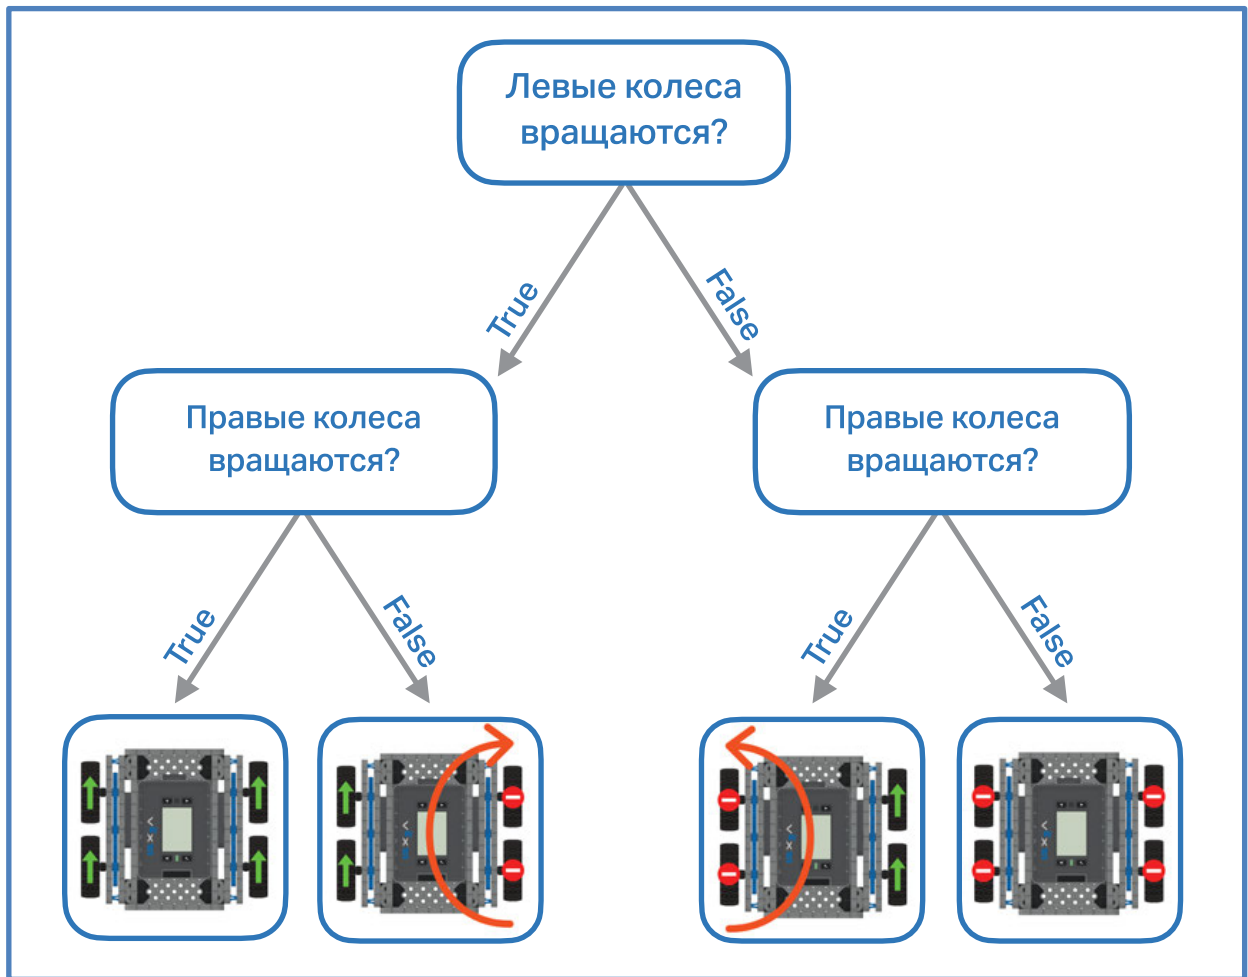 Левые колеса
вращаются?
True
False
Правые колеса
вращаются?
Правые колеса
вращаются?
True
False
True
False